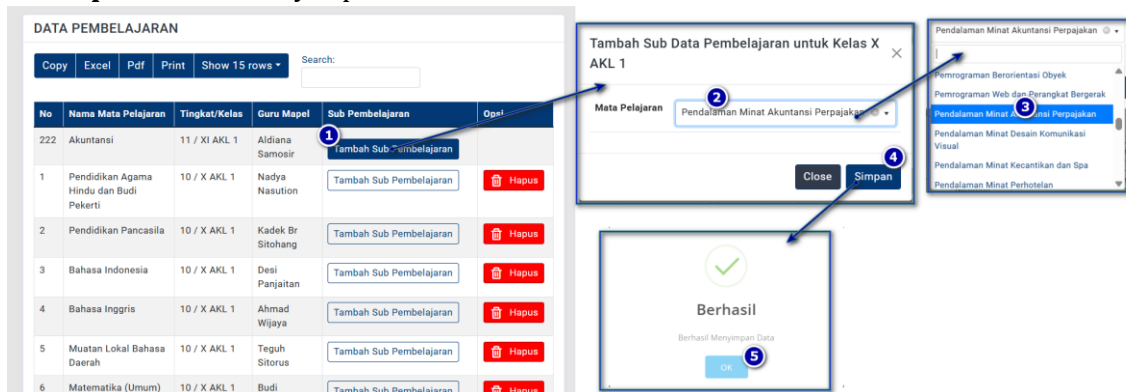 DATA PEMBELAJARAN
Copy Excel Pdf Print Show 15 rows
Search:
No Nama Mata Pelajaran Tingkat/Kelas Guru Mapel Sub Pembelajaran Opsi
222 Akuntansi 11 / XI AKL 1 Aldiana Samosir Tambah Sub Pembelajaran
1 Pendidikan Agama Hindu dan Budi Pekerti 10 / X AKL 1 Nadya Nasution Tambah Sub Pembelajaran Hapus
2 Pendidikan Pancasila 10 / X AKL 1 Kadek Br Sitohang Tambah Sub Pembelajaran Hapus
3 Bahasa Indonesia 10 / X AKL 1 Desi Panjaitan Tambah Sub Pembelajaran Hapus
4 Bahasa Inggris 10 / X AKL 1 Ahmad Wijaya Tambah Sub Pembelajaran Hapus
5 Muatan Lokal Bahasa Daerah 10 / X AKL 1 Teguh Sitorus Tambah Sub Pembelajaran Hapus
6 Matematika (Umum) 10 / X AKL 1 Budi Tambah Sub Pembelajaran Hapus
1
Tambah Sub Data Pembelajaran untuk Kelas X
AKL 1
Mata Pelajaran
2
Pendalaman Minat Akuntansi Perpajakan
4
Close Simpan
Pendalaman Minat Akuntansi Perpajakan
Pemrograman Berorientasi Obyek
Pemrograman Web dan Perangkat Bergerak
3
Pendalaman Minat Akuntansi Perpajakan
Pendalaman Minat Desain Komunikasi
Visual
Pendalaman Minat Kecantikan dan Spa
Pendalaman Minat Perhotelan
Berhasil
Berhasil Menyimpan Data
OK
5